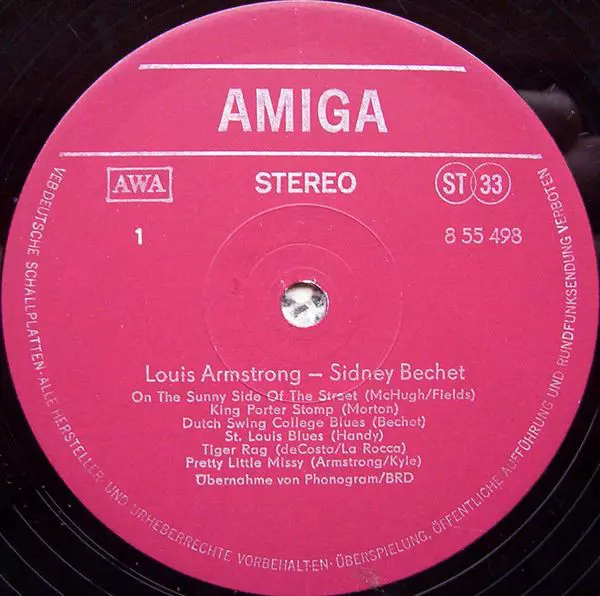 AMIGA
AWA
STEREO
ST 33
1
8 55 498
Louis Armstrong – Sidney Bechet
On The Sunny Side Of The Street (McHugh/Fields)
King Porter Stomp (Morton)
Dutch Swing College Blues (Bechet)
St. Louis Blues (Handy)
Tiger Rag (deCosta/La Rocca)
Pretty Little Missy (Armstrong/Kyle)
Übernahme von Phonogram/BRD
VEB DEUTSCHE SCHALLPLATTEN · ALLE HERSTELLER- UND URHEBERRECHTE VORBEHALTEN · ÜBERSPIELUNG, ÖFFENTLICHE AUFFÜHRUNG UND RUNDFUNKSENDUNG VERBOTEN